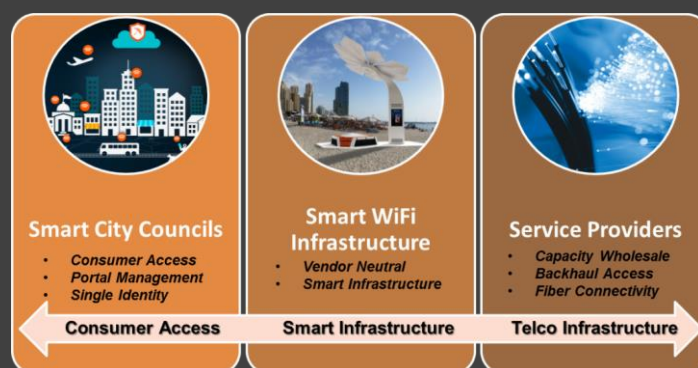 Smart City Councils
• Consumer Access
• Portal Management
• Single Identity
Smart WiFi
Infrastructure
• Vendor Neutral
• Smart Infrastructure
Service Providers
• Capacity Wholesale
• Backhaul Access
• Fiber Connectivity
Consumer Access
Smart Infrastructure
Telco Infrastructure